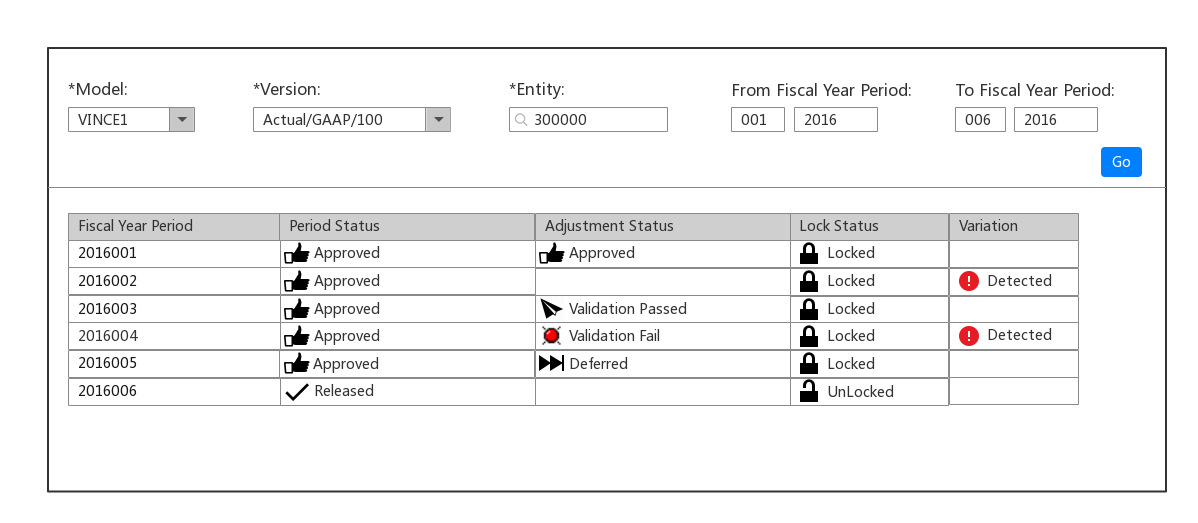 *Model: *Version: *Entity: From Fiscal Year Period: To Fiscal Year Period:
VINCE1 Actual/GAAP/100 300000 001 2016 006 2016
Go
Fiscal Year Period Period Status Adjustment Status Lock Status Variation
2016001 Approved Approved Locked
2016002 Approved Locked Detected
2016003 Approved Validation Passed Locked
2016004 Approved Validation Fail Locked Detected
2016005 Approved Deferred Locked
2016006 Released UnLocked